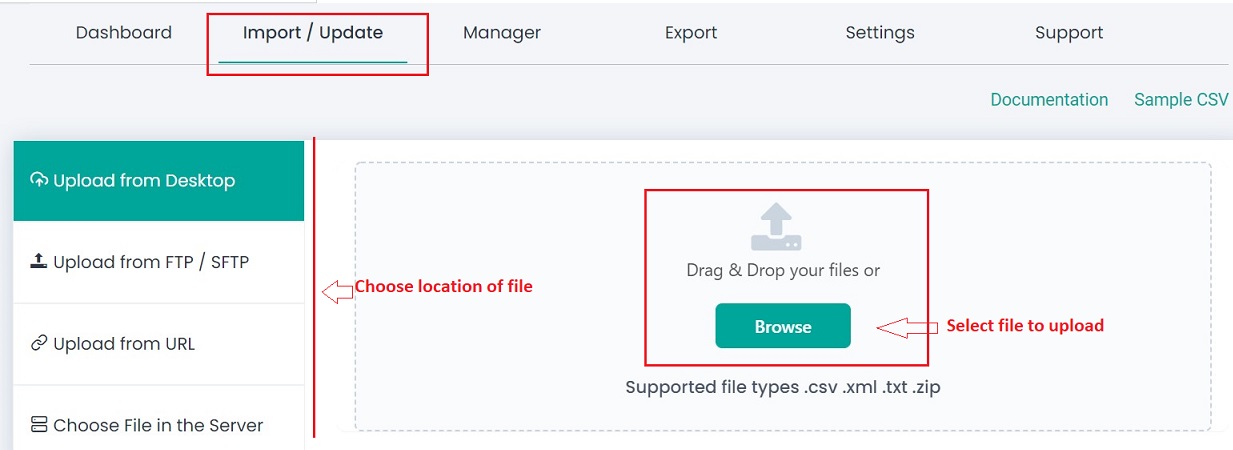 Dashboard
Import / Update
Manager
Export
Settings
Support
Documentation
Sample CSV
Upload from Desktop
Upload from FTP / SFTP
Upload from URL
Choose File in the Server
Choose location of file
Drag & Drop your files or
Browse
Select file to upload
Supported file types .csv .xml .txt .zip